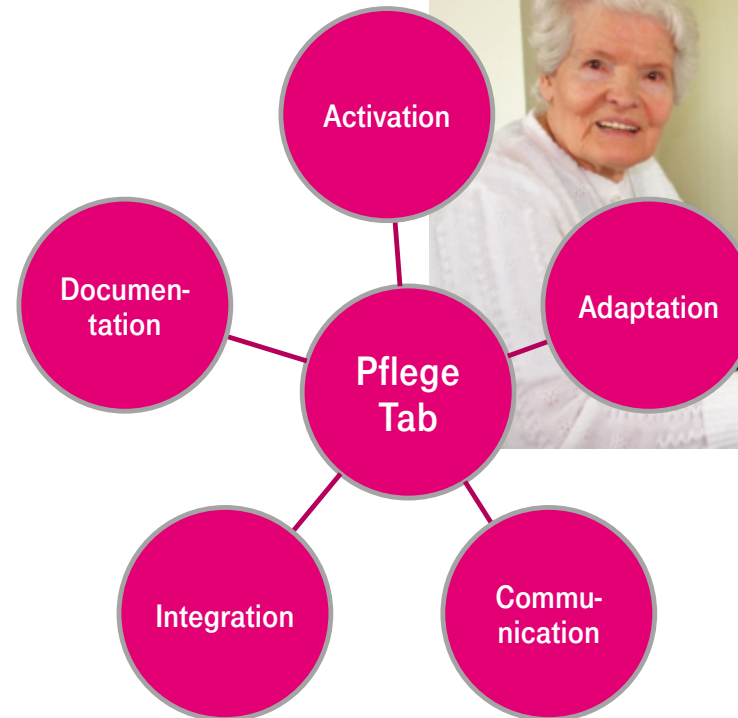 Activation
Documen-
tation
Adaptation
Pflege
Tab
Integration
Commu-
nication